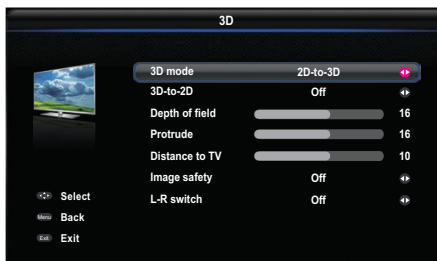 3D
3D mode 2D-to-3D
3D-to-2D Off
Depth of field 16
Protrude 16
Distance to TV 10
Image safety Off
L-R switch Off
Select
Menu Back
Exit Exit